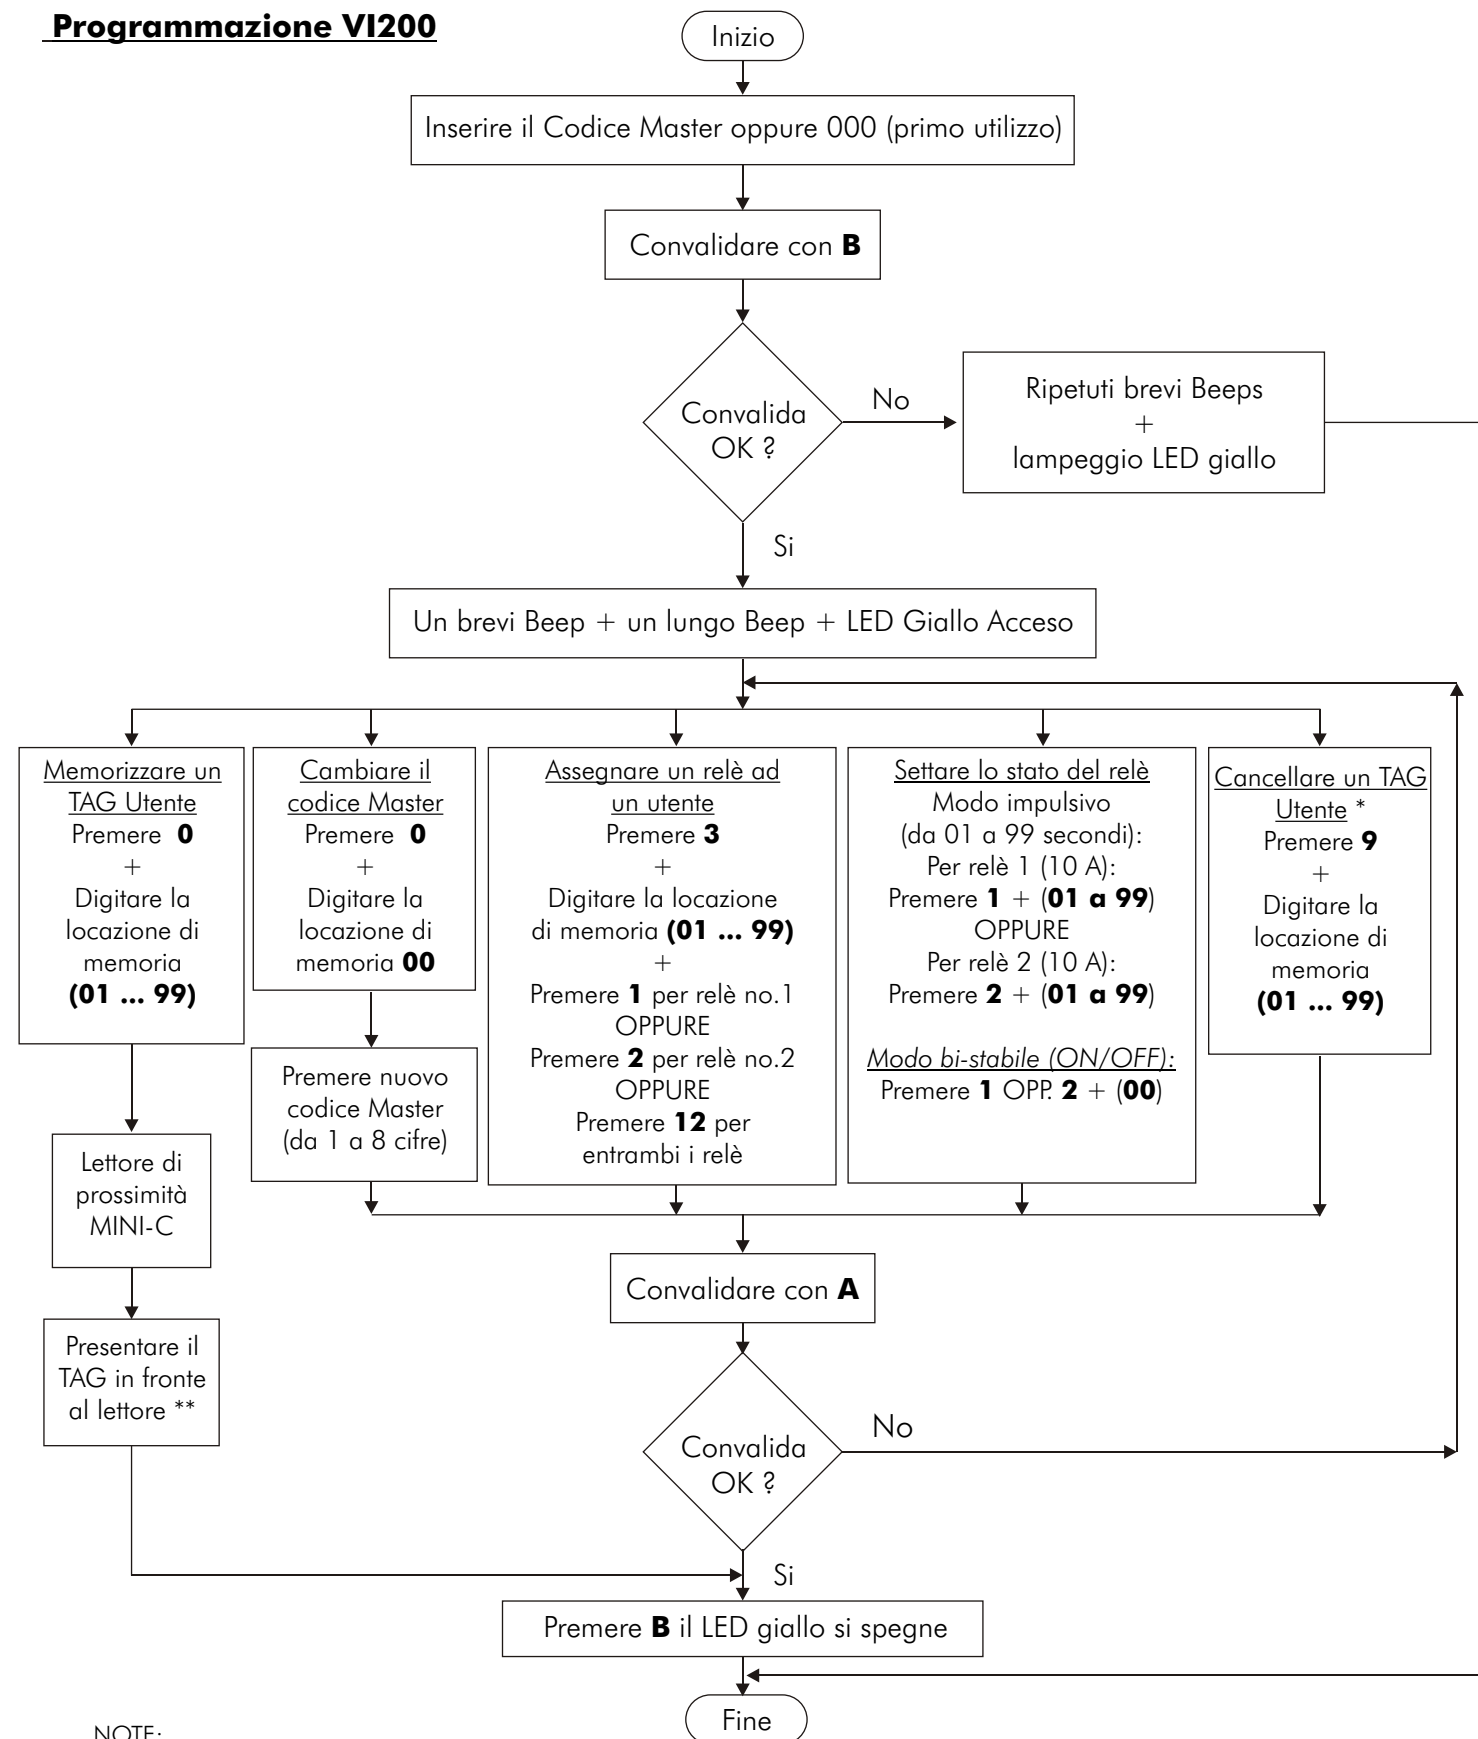 Programmazione VI200
Inizio
Inserire il Codice Master oppure 000 (primo utilizzo)
Convalidare con B
Convalida
OK ?
No
Ripetuti brevi Beeps
+
lampeggio LED giallo
Si
Un brevi Beep + un lungo Beep + LED Giallo Acceso
Memorizzare un
TAG Utente
Premere 0
+
Digitare la
locazione di
memoria
(01 ... 99)
Lettore di
prossimità
MINI-C
Presentare il
TAG in fronte
al lettore **
Cambiare il
codice Master
Premere 0
+
Digitare la
locazione di
memoria 00
Premere nuovo
codice Master
(da 1 a 8 cifre)
Assegnare un relè ad
un utente
Premere 3
+
Digitare la locazione
di memoria (01 ... 99)
+
Premere 1 per relè no.1
OPPURE
Premere 2 per relè no.2
OPPURE
Premere 12 per
entrambi i relè
Settare lo stato del relè
Modo impulsivo
(da 01 a 99 secondi):
Per relè 1 (10 A):
Premere 1 + (01 a 99)
OPPURE
Per relè 2 (10 A):
Premere 2 + (01 a 99)
Modo bi-stabile (ON/OFF):
Premere 1 OPP. 2 + (00)
Cancellare un TAG
Utente *
Premere 9
+
Digitare la
locazione di
memoria
(01 ... 99)
Convalidare con A
Convalida
OK ?
No
Si
Premere B il LED giallo si spegne
Fine
NOTE: